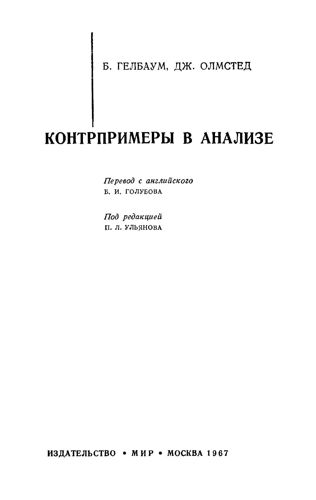 Б. ГЕЛБАУМ, ДЖ. ОЛМСТЕД
КОНТРПРИМЕРЫ В АНАЛИЗЕ
Перевод с английского
Б. И. ГОЛУБОВА
Под редакцией
П. Л. УЛЬЯНОВА
ИЗДАТЕЛЬСТВО • МИР • МОСКВА 1967